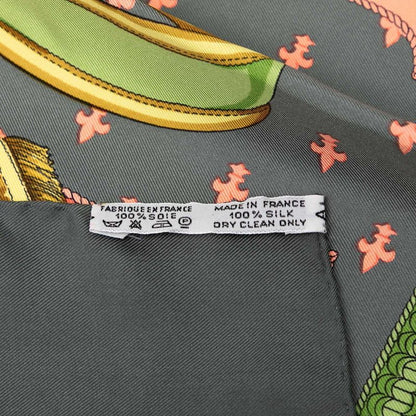 FABRIQUE EN FRANCE
100% SOIE
MADE IN FRANCE
100% SILK
DRY CLEAN ONLY
A